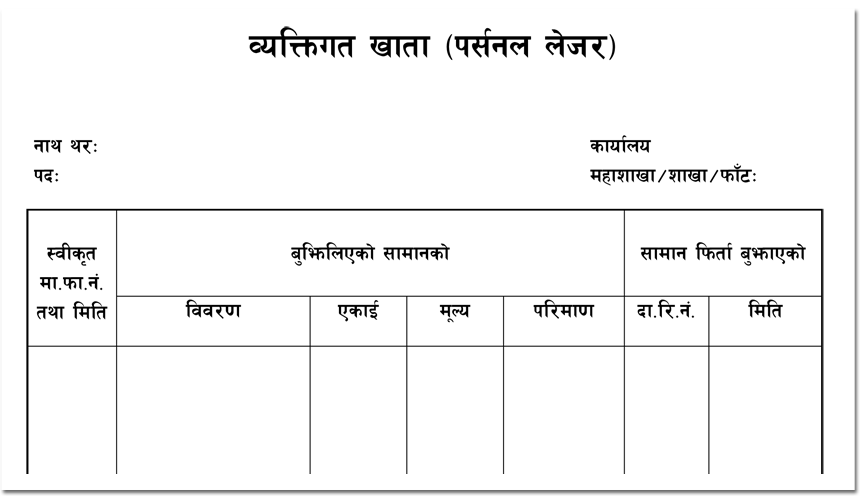 व्यक्तिगत खाता (पर्सनल लेजर)
नाथ थरः कार्यालय
पदः महाशाखा/शाखा/फाँटः
स्वीकृत मा.फा.नं. तथा मिति बुझिलिएको सामानको सामान फिर्ता बुझाएको
विवरण एकाई मूल्य परिमाण दा.रि.नं. मिति